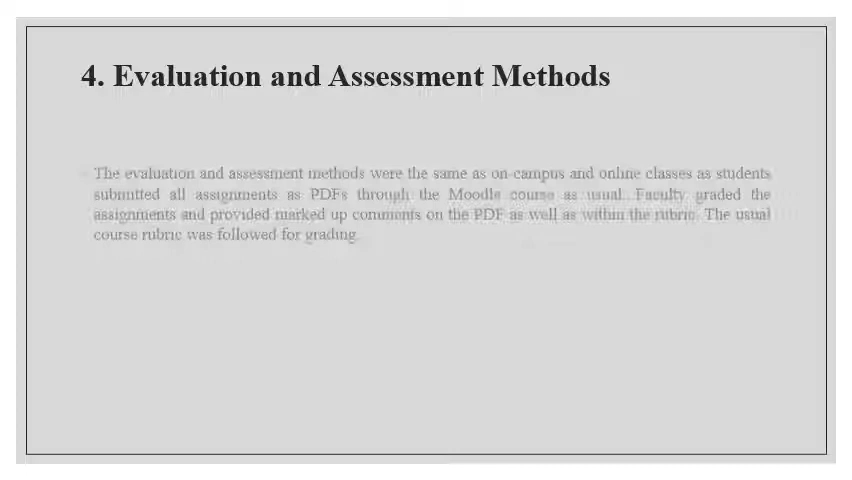 4. Evaluation and Assessment Methods
The evaluation and assessment methods were the same as on-campus and online classes as students
submitted all assignments as PDFs through the Moodle course as usual. Faculty graded the
assignments and provided marked up comments on the PDF as well as within the rubric. The usual
course rubric was followed for grading.